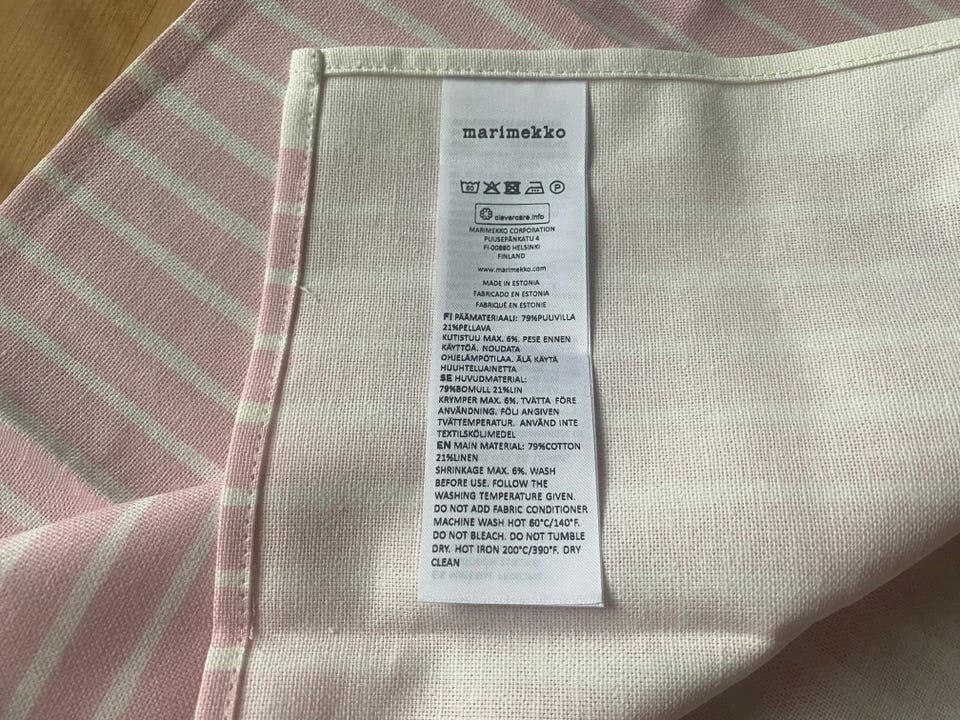 marimekko
60 P
clevercare.info
MARIMEKKO CORPORATION
PUUSEPÄNKATU 4
FI-00880 HELSINKI
FINLAND
www.marimekko.com
MADE IN ESTONIA
FABRICADO EN ESTONIA
FABRIQUÉ EN ESTONIE
FI PÄÄMATERIAALI: 79%PUUVILLA
21%PELLAVA
KUTISTUU MAX. 6%. PESE ENNEN
KÄYTTÖÄ. NOUDATA
OHJELÄMPÖTILAA. ÄLÄ KÄYTÄ
HUUHTELUAINETTA
SE HUVUDMATERIAL:
79%BOMULL 21%LIN
KRYMPER MAX. 6%. TVÄTTA FÖRE
ANVÄNDNING. FÖLJ ANGIVEN
TVÄTTEMPERATUR. ANVÄND INTE
TEXTILSKÖLJMEDEL
EN MAIN MATERIAL: 79%COTTON
21%LINEN
SHRINKAGE MAX. 6%. WASH
BEFORE USE. FOLLOW THE
WASHING TEMPERATURE GIVEN.
DO NOT ADD FABRIC CONDITIONER
MACHINE WASH HOT 60°C/140°F.
DO NOT BLEACH. DO NOT TUMBLE
DRY. HOT IRON 200°C/390°F. DRY
CLEAN